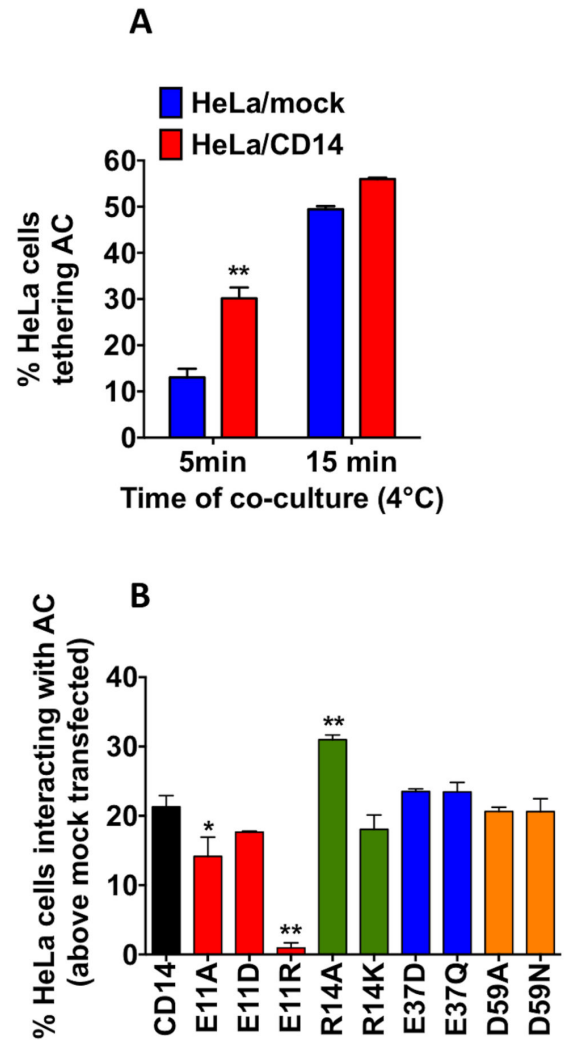 A
HeLa/mock
HeLa/CD14
% HeLa cells
tethering AC
60
50
40
30
20
10
0
**
5min
15 min
Time of co-culture (4°C)
B
% HeLa cells interacting with AC
(above mock transfected)
40
30
20
10
0
*
**
**
CD14
E11A
E11D
E11R
R14A
R14K
E37D
E37Q
D59A
D59N